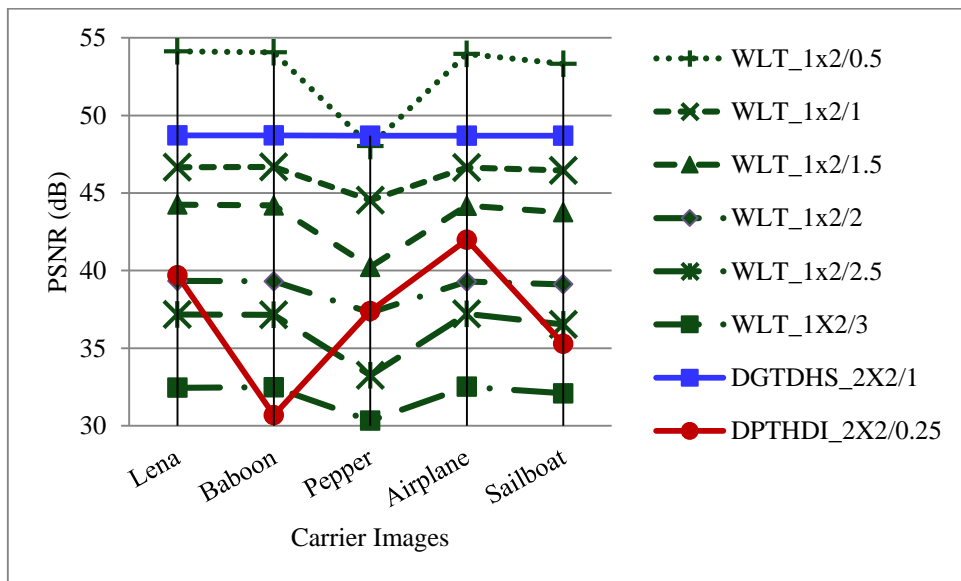 55
50
45
40
35
30
PSNR (dB)
Lena
Baboon
Pepper
Airplane
Sailboat
Carrier Images
WLT_1x2/0.5
WLT_1x2/1
WLT_1x2/1.5
WLT_1x2/2
WLT_1x2/2.5
WLT_1X2/3
DGTDHS_2X2/1
DPTHDI_2X2/0.25